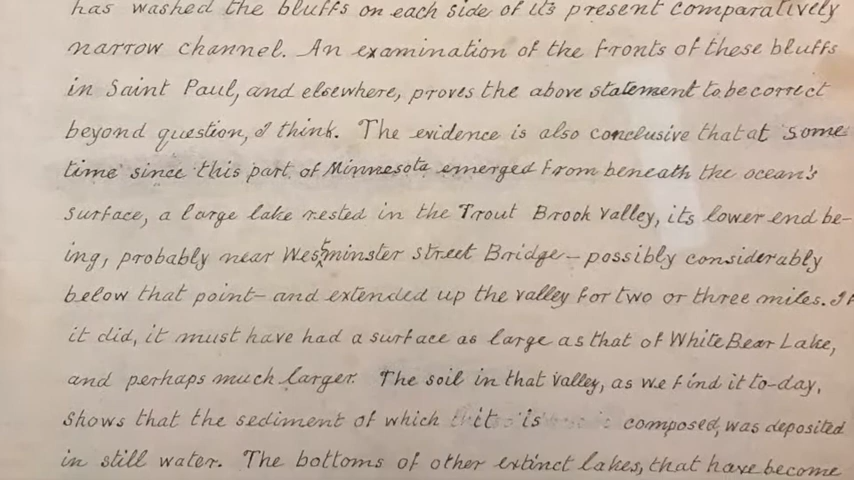 has washed the bluffs on each side of its present comparatively
narrow channel. An examination of the fronts of these bluffs
in Saint Paul, and elsewhere, proves the above statement to be correct
beyond question, I think. The evidence is also conclusive that at some
time since this part of Minnesota emerged from beneath the ocean's
surface, a large lake rested in the Trout Brook Valley, its lower end be-
ing, probably near Westminster Street Bridge – possibly considerably
below that point – and extended up the valley for two or three miles. If
it did, it must have had a surface as large as that of White Bear Lake,
and perhaps much larger. The soil in that valley, as we find it to-day,
shows that the sediment of which it is composed, was deposited
in still water. The bottoms of other extinct lakes, that have become